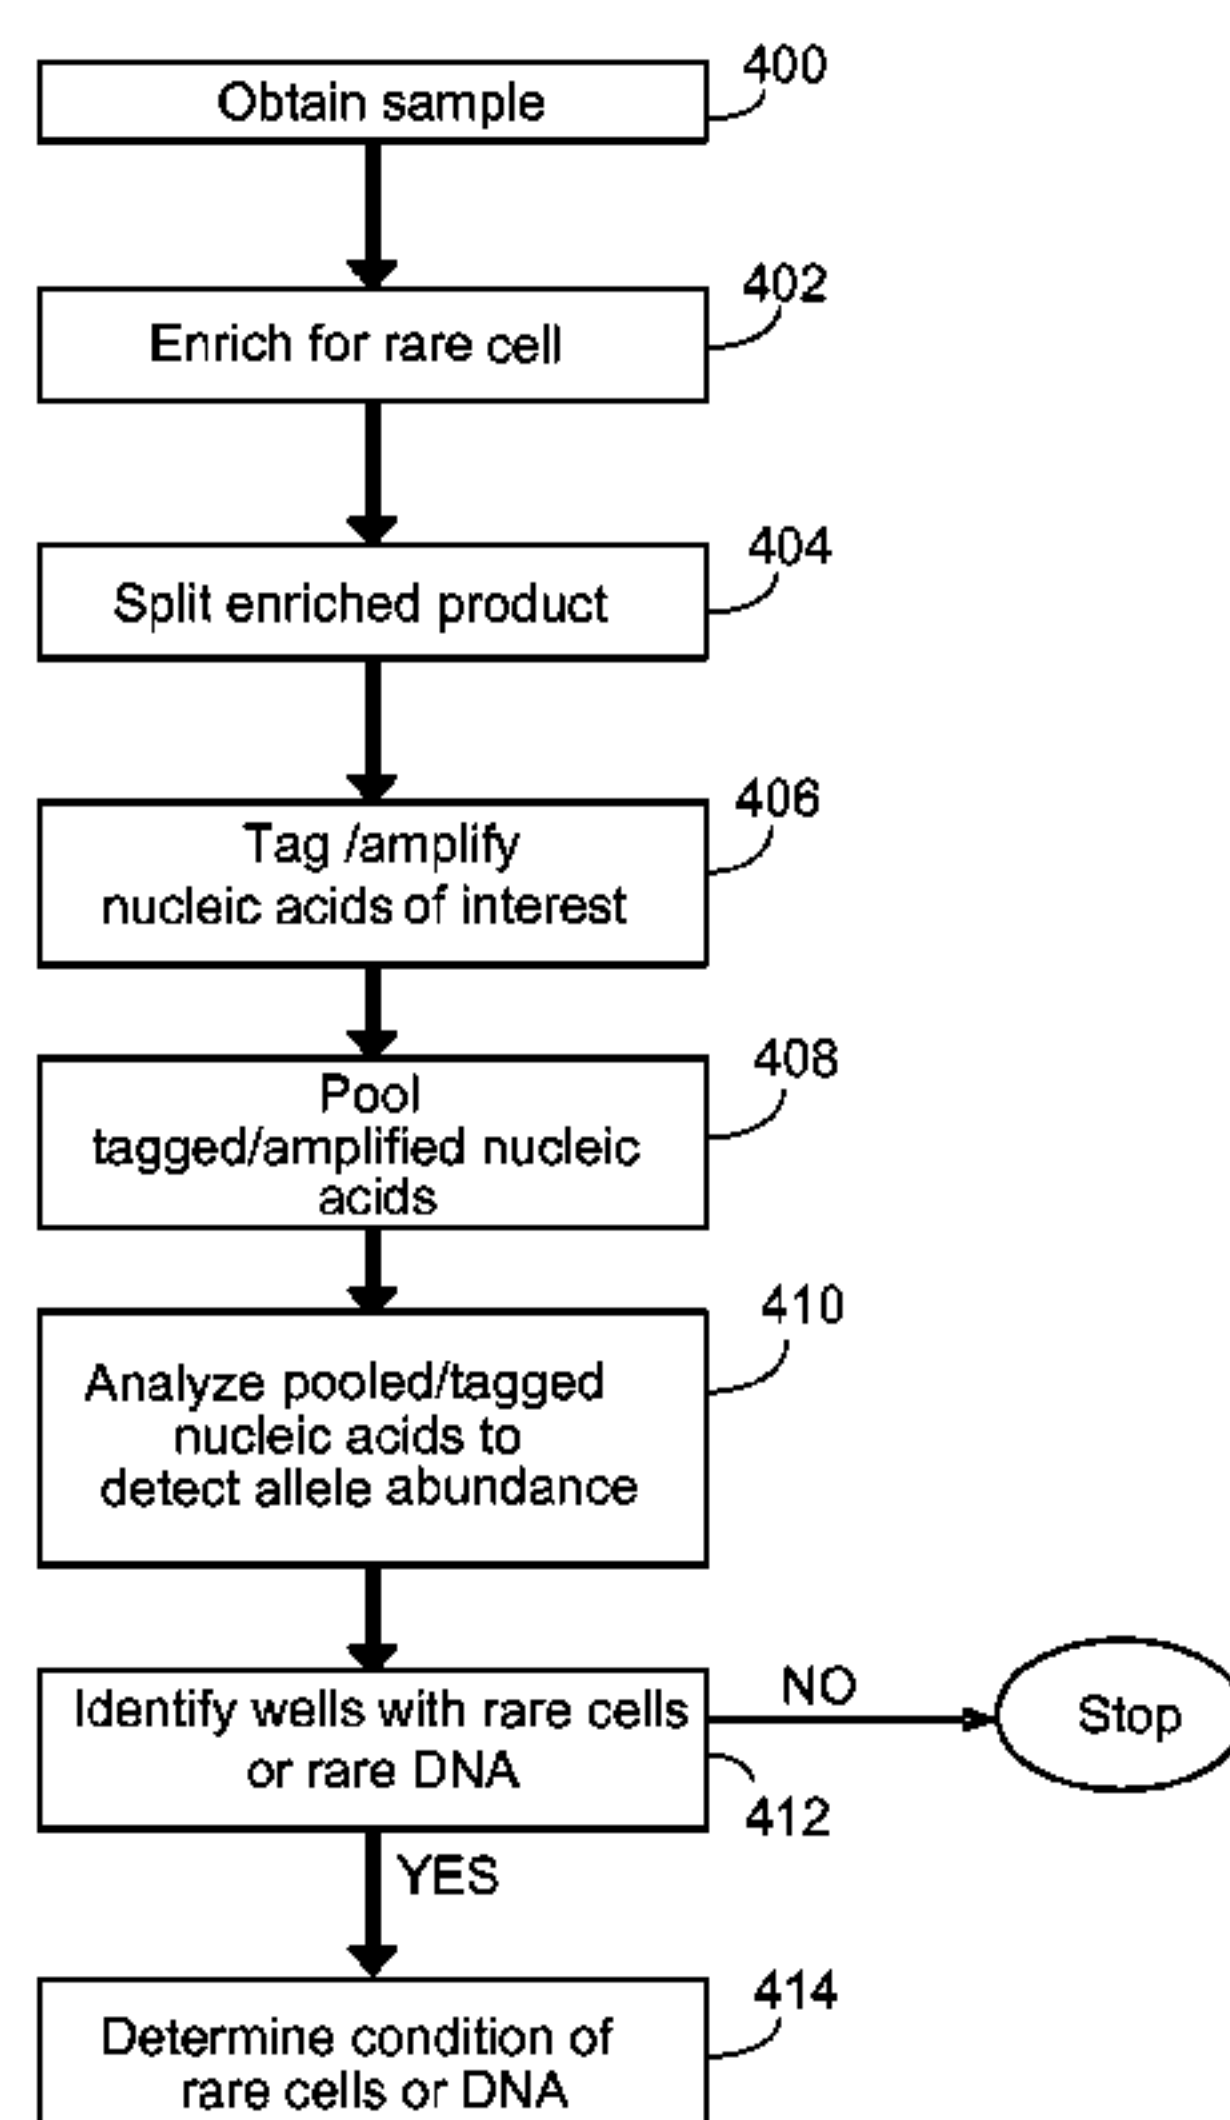 400
Obtain sample
402
Enrich for rare cell
404
Split enriched product
406
Tag /amplify
nucleic acids of interest
408
Pool
tagged/amplified nucleic
acids
410
Analyze pooled/tagged
nucleic acids to
detect allele abundance
Identify wells with rare cells
or rare DNA
NO
Stop
412
YES
414
Determine condition of
rare cells or DNA